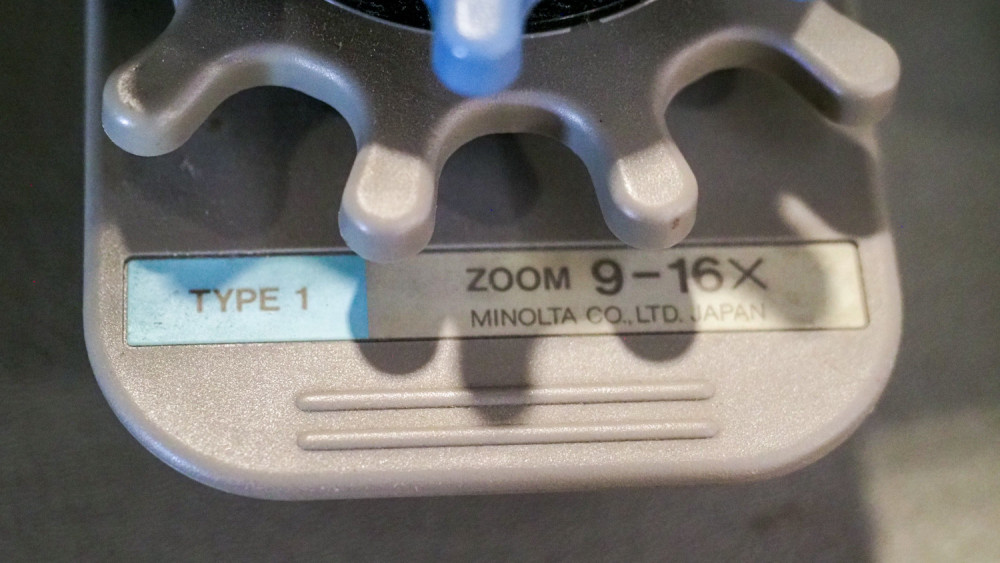 TYPE 1
ZOOM 9-16X
MINOLTA CO., LTD. JAPAN